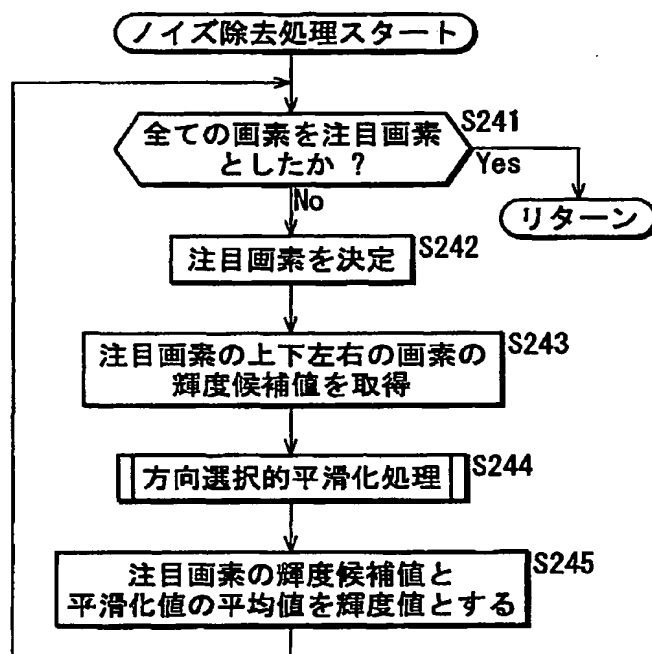 ノイズ除去処理スタート
全ての画素を注目画素
としたか ?
S241
Yes
No
リターン
注目画素を決定
S242
注目画素の上下左右の画素の
輝度候補値を取得
S243
方向選択的平滑化処理
S244
注目画素の輝度候補値と
平滑化値の平均値を輝度値とする
S245